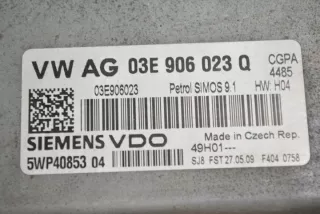 VW AG 03E 906 023 Q
CGPA
4485
03E906023 Petrol SIMOS 9.1 HW: H04
SIEMENS VDO
Made in Czech Rep.
5WP40853 04
49H01---
SJ8 FST 27.05.09 F404 0758